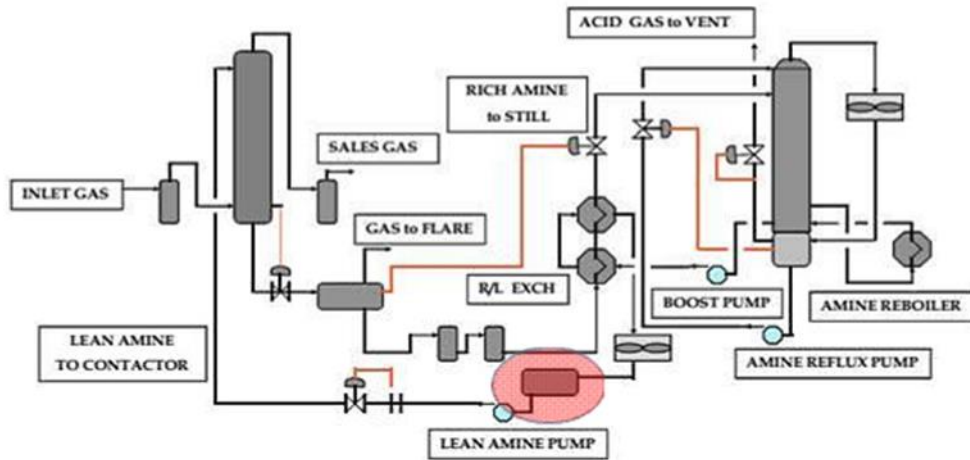 ACID GAS to VENT
RICH AMINE
to STILL
SALES GAS
INLET GAS
GAS to FLARE
R/L EXCH
BOOST PUMP
AMINE REBOILER
LEAN AMINE
TO CONTACTOR
AMINE REFLUX PUMP
LEAN AMINE PUMP